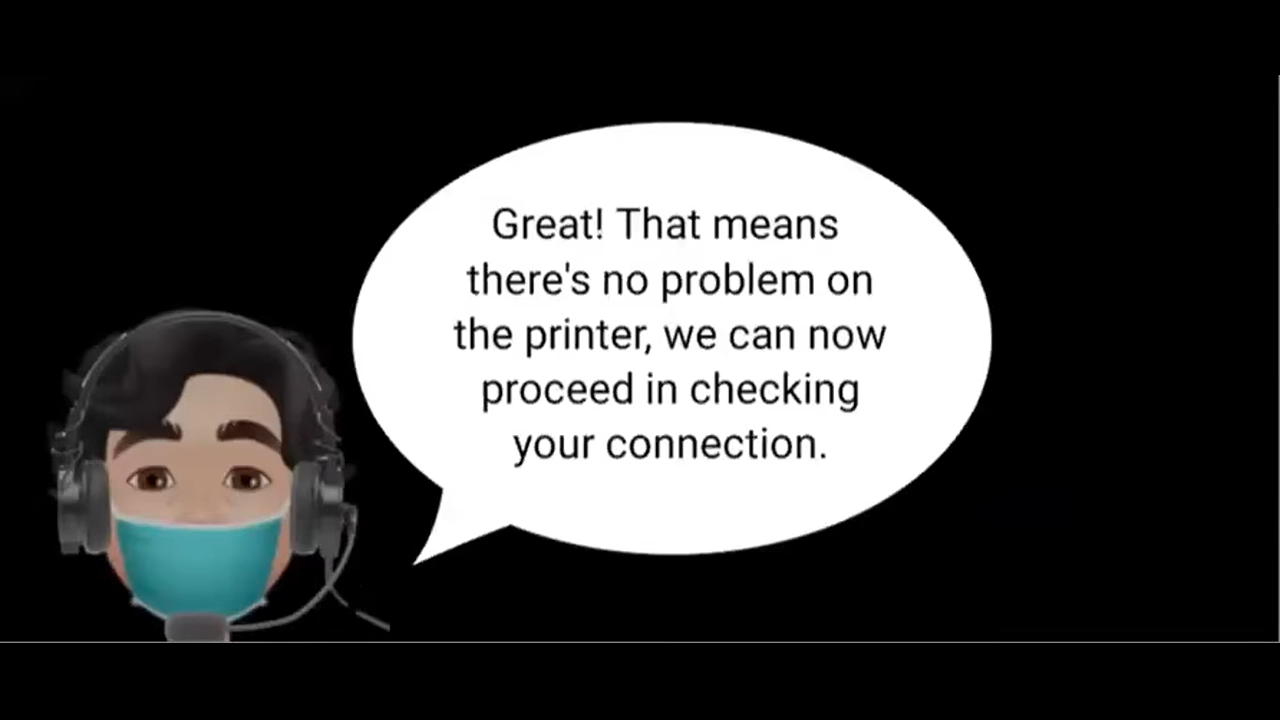 Great! That means
there's no problem on
the printer, we can now
proceed in checking
your connection.